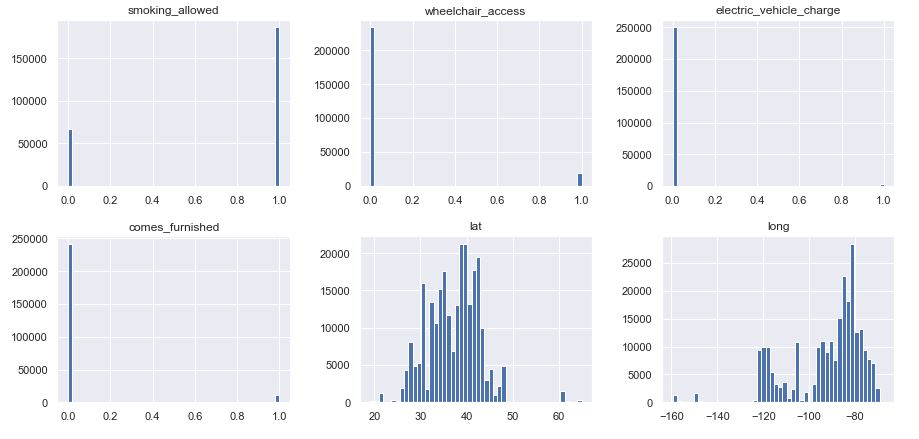 smoking_allowed
wheelchair_access
electric_vehicle_charge
150000
100000
50000
0
0.0 0.2 0.4 0.6 0.8 1.0
200000
150000
100000
50000
0
0.0 0.2 0.4 0.6 0.8 1.0
250000
200000
150000
100000
50000
0
0.0 0.2 0.4 0.6 0.8 1.0
comes_furnished
lat
long
250000
200000
150000
100000
50000
0
0.0 0.2 0.4 0.6 0.8 1.0
20000
15000
10000
5000
0
20 30 40 50 60
25000
20000
15000
10000
5000
0
−160 −140 −120 −100 −80